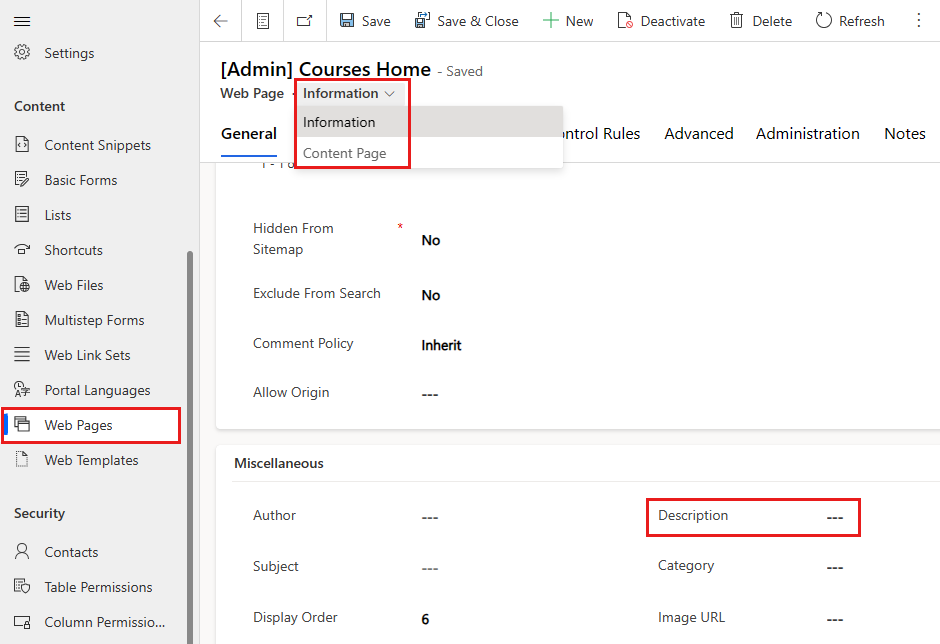 Save
Save & Close
New
Deactivate
Delete
Refresh
Settings
Content
Content Snippets
Basic Forms
Lists
Shortcuts
Web Files
Multistep Forms
Web Link Sets
Portal Languages
Web Pages
Web Templates
Security
Contacts
Table Permissions
Column Permissio...
[Admin] Courses Home - Saved
Web Page · Information
Information
Content Page
General
ontrol Rules
Advanced
Administration
Notes
Hidden From
Sitemap
*
No
Exclude From Search
No
Comment Policy
Inherit
Allow Origin
---
Miscellaneous
Author
---
Description
---
Subject
---
Category
---
Display Order
6
Image URL
---